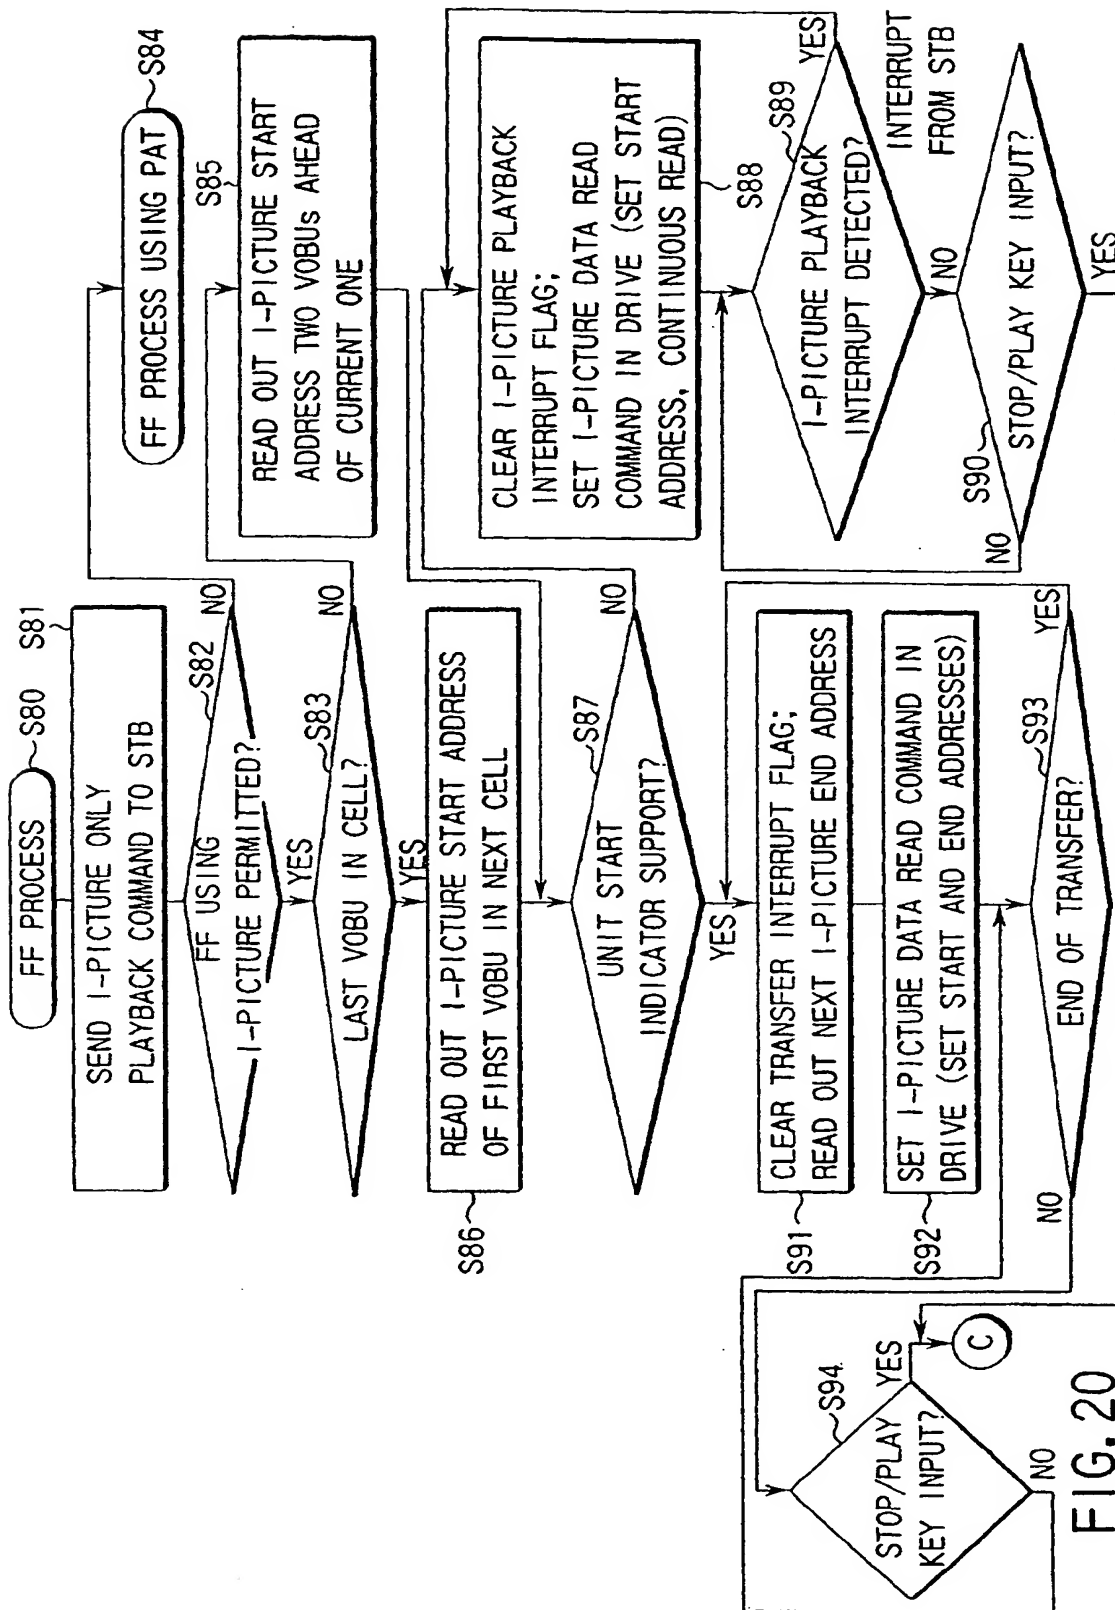 FF PROCESS
S80
SEND I-PICTURE ONLY
PLAYBACK COMMAND TO STB
S81
FF USING
I-PICTURE PERMITTED?
S82
NO
YES
FF PROCESS USING PAT
S84
LAST VOBU IN CELL?
S83
NO
YES
S85
READ OUT I-PICTURE START
ADDRESS TWO VOBUs AHEAD
OF CURRENT ONE
READ OUT I-PICTURE START ADDRESS
OF FIRST VOBU IN NEXT CELL
S86
UNIT START
INDICATOR SUPPORT?
S87
NO
YES
CLEAR I-PICTURE PLAYBACK
INTERRUPT FLAG;
SET I-PICTURE DATA READ
COMMAND IN DRIVE (SET START
ADDRESS, CONTINUOUS READ)
S88
I-PICTURE PLAYBACK
INTERRUPT DETECTED?
S89
YES
NO
INTERRUPT
FROM STB
STOP/PLAY KEY INPUT?
S90
NO
YES
CLEAR TRANSFER INTERRUPT FLAG;
READ OUT NEXT I-PICTURE END ADDRESS
S91
SET I-PICTURE DATA READ COMMAND IN
DRIVE (SET START AND END ADDRESSES)
S92
END OF TRANSFER?
S93
YES
NO
STOP/PLAY
KEY INPUT?
S94
YES
NO
C
FIG. 20